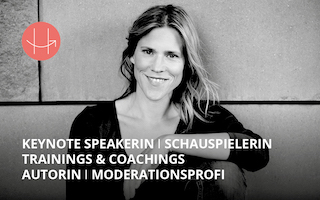 KEYNOTE SPEAKERIN | SCHAUSPIELERIN
TRAININGS & COACHINGS
AUTORIN | MODERATIONSPROFI